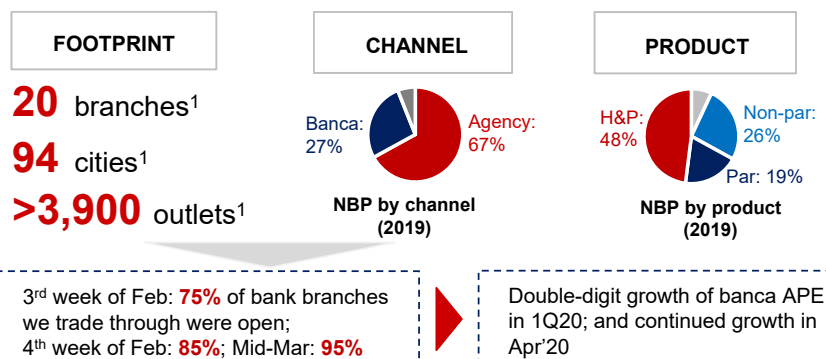 FOOTPRINT
20 branches1
94 cities1
>3,900 outlets1
CHANNEL
Banca:
27%
Agency:
67%
NBP by channel
(2019)
PRODUCT
H&P:
48%
Non-par:
26%
Par: 19%
NBP by product
(2019)
3rd week of Feb: 75% of bank branches
we trade through were open;
4th week of Feb: 85%; Mid-Mar: 95%
Double-digit growth of banca APE
in 1Q20; and continued growth in
Apr'20